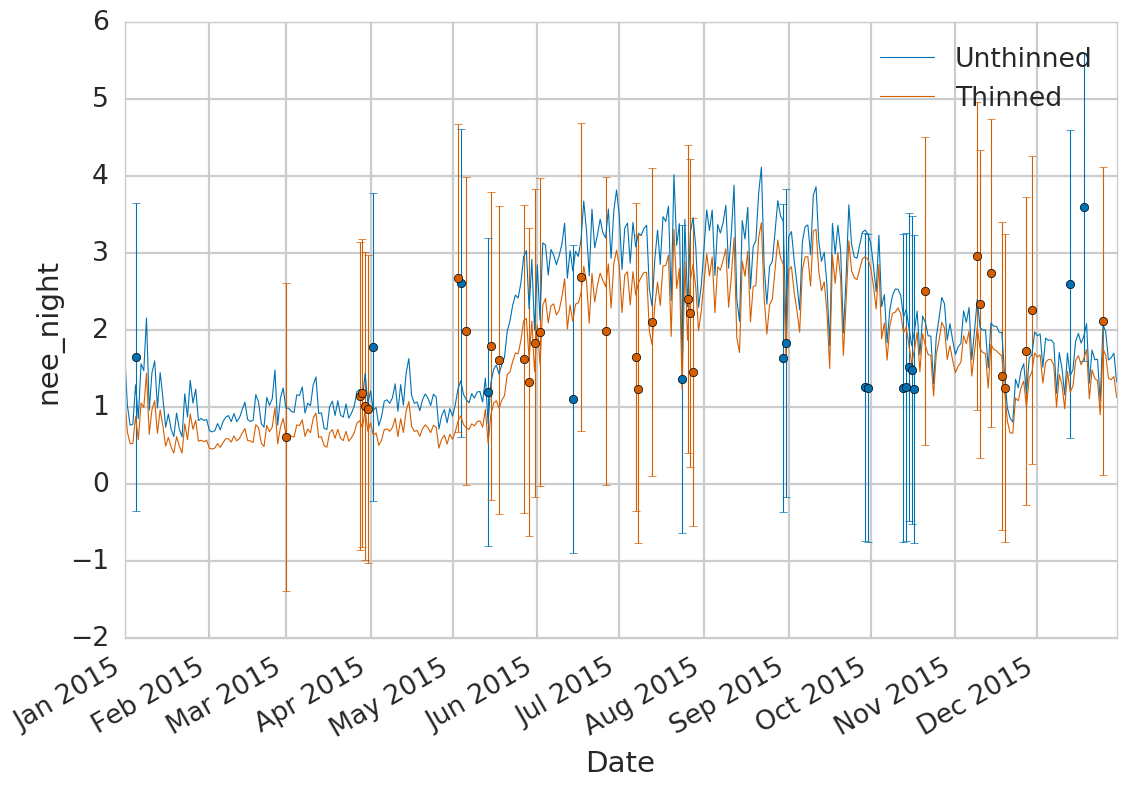 6
5
4
3
2
1
0
−1
−2
nee_night
Unthinned
Thinned
Jan 2015
Feb 2015
Mar 2015
Apr 2015
May 2015
Jun 2015
Jul 2015
Aug 2015
Sep 2015
Oct 2015
Nov 2015
Dec 2015
Date